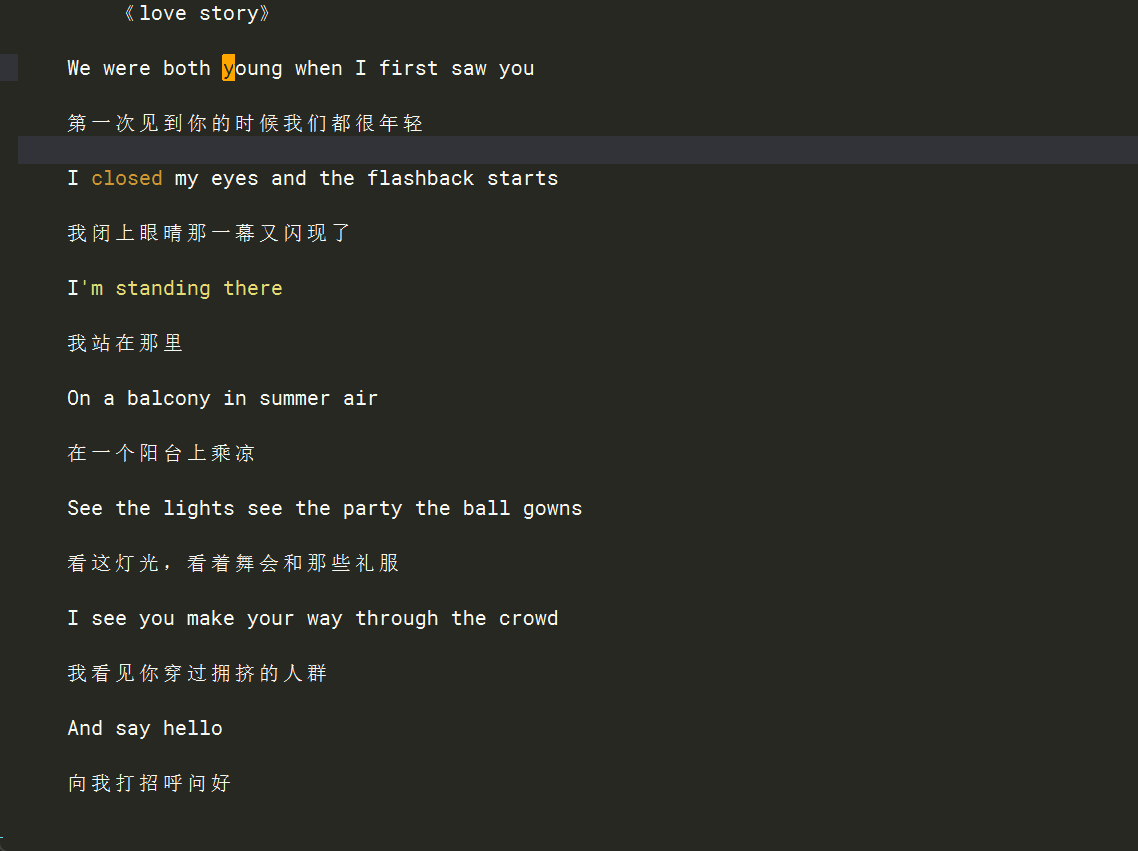 《love story》
We were both young when I first saw you
第一次见到你的时候我们都很年轻
I closed my eyes and the flashback starts
我闭上眼晴那一幕又闪现了
I'm standing there
我站在那里
On a balcony in summer air
在一个阳台上乘凉
See the lights see the party the ball gowns
看这灯光，看着舞会和那些礼服
I see you make your way through the crowd
我看见你穿过拥挤的人群
And say hello
向我打招呼问好